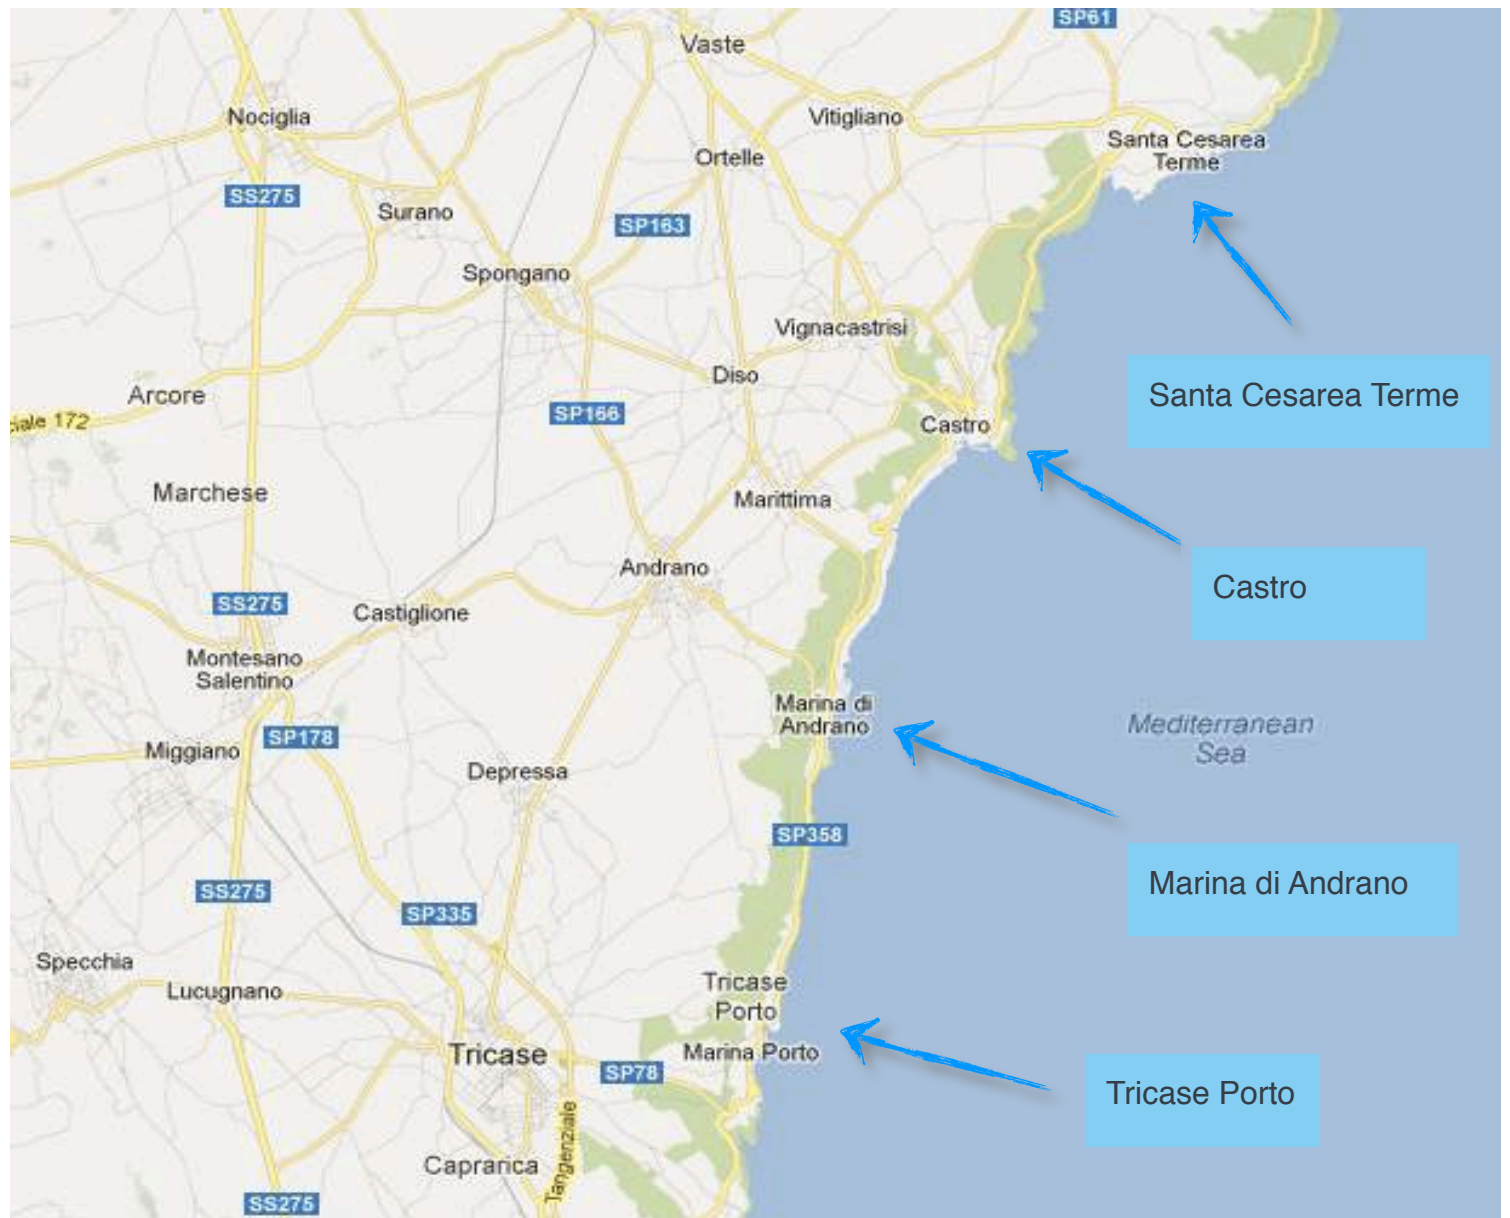 SP61
Vaste
Nociglia
Vitigliano
Santa Cesarea
Terme
Ortelle
SS275
Surano
SP163
Spongano
Vignacastrisi
Diso
Arcore
Santa Cesarea Terme
SP166
iale 172
Castro
Marchese
Marittima
Andrano
Castro
SS275
Castiglione
Montesano
Salentino
Marina di
Andrano
Mediterranean
Sea
SP178
Miggiano
Depressa
SP358
Marina di Andrano
SS275
SP335
Specchia
Tricase
Porto
Lucugnano
Tricase
Marina Porto
SP78
Tricase Porto
Tangenziale
Caprarica
SS275